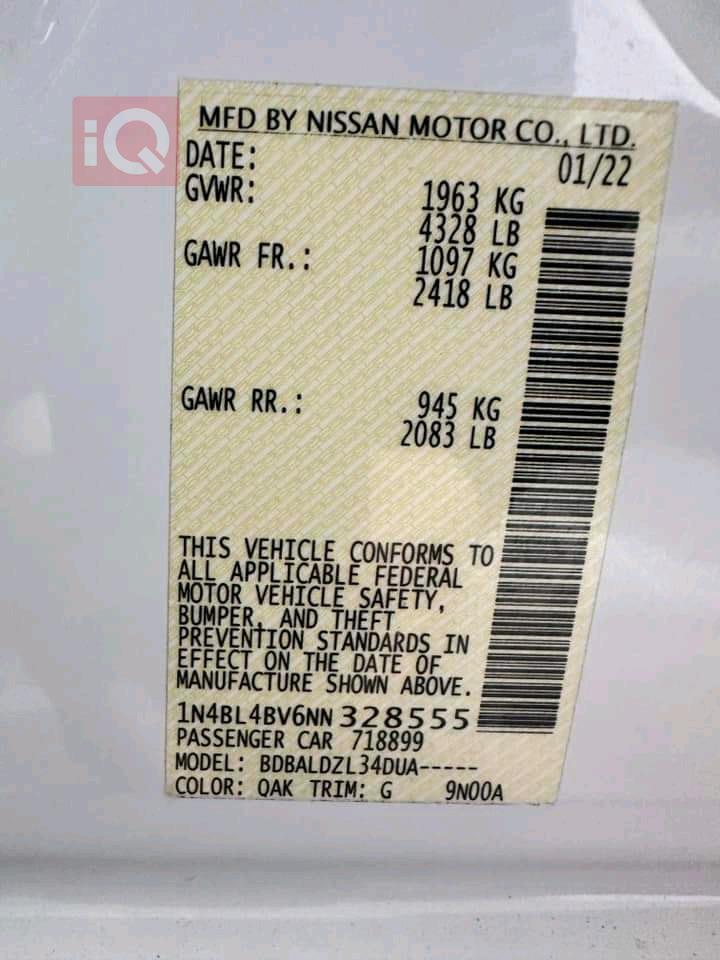 iQ
MFD BY NISSAN MOTOR CO., LTD.
DATE: 01/22
GVWR: 1963 KG
4328 LB
GAWR FR.: 1097 KG
2418 LB
GAWR RR.: 945 KG
2083 LB
THIS VEHICLE CONFORMS TO
ALL APPLICABLE FEDERAL
MOTOR VEHICLE SAFETY,
BUMPER, AND THEFT
PREVENTION STANDARDS IN
EFFECT ON THE DATE OF
MANUFACTURE SHOWN ABOVE.
1N4BL4BV6NN328555
PASSENGER CAR 718899
MODEL: BDBALDZL34DUA-----
COLOR: QAK TRIM: G 9N00A